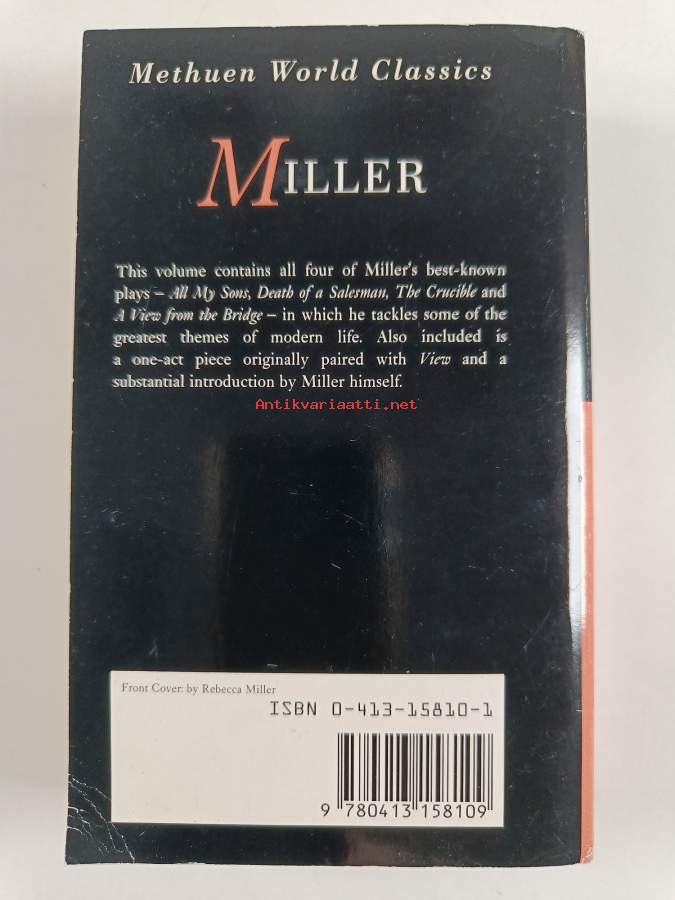 Methuen World Classics
MILLER
This volume contains all four of Miller's best-known
plays – All My Sons, Death of a Salesman, The Crucible and
A View from the Bridge – in which he tackles some of the
greatest themes of modern life. Also included is
a one-act piece originally paired with View and a
substantial introduction by Miller himself.
Antikvariaatti.net
Front Cover: by Rebecca Miller
ISBN 0-413-15810-1
9 780413 158109